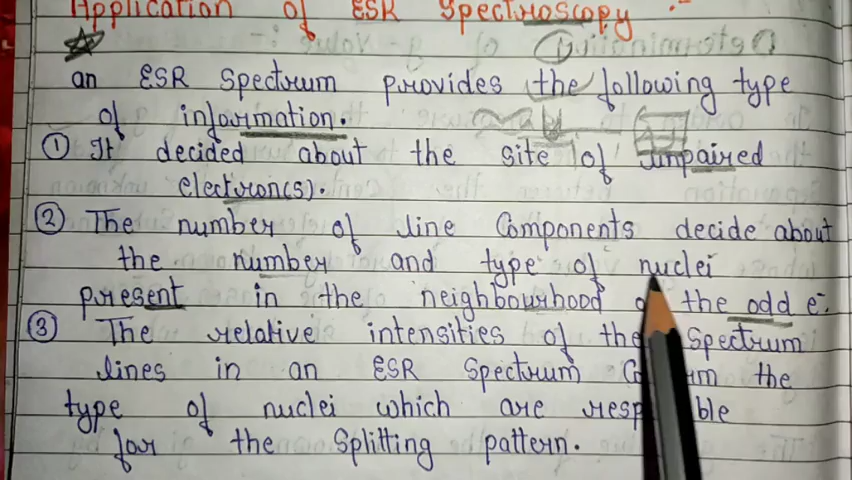 Application of ESR Spectroscopy :-
an ESR Spectrum provides the following type
of information.
① It decided about the site of unpaired
electron(s).
② The number of line Components decide about
the number and type of nuclei
present in the neighbourhood the odd e-.
③ The relative intensities of the Spectrum
lines in an ESR Spectrum the
type of nuclei which are
for the Splitting pattern.